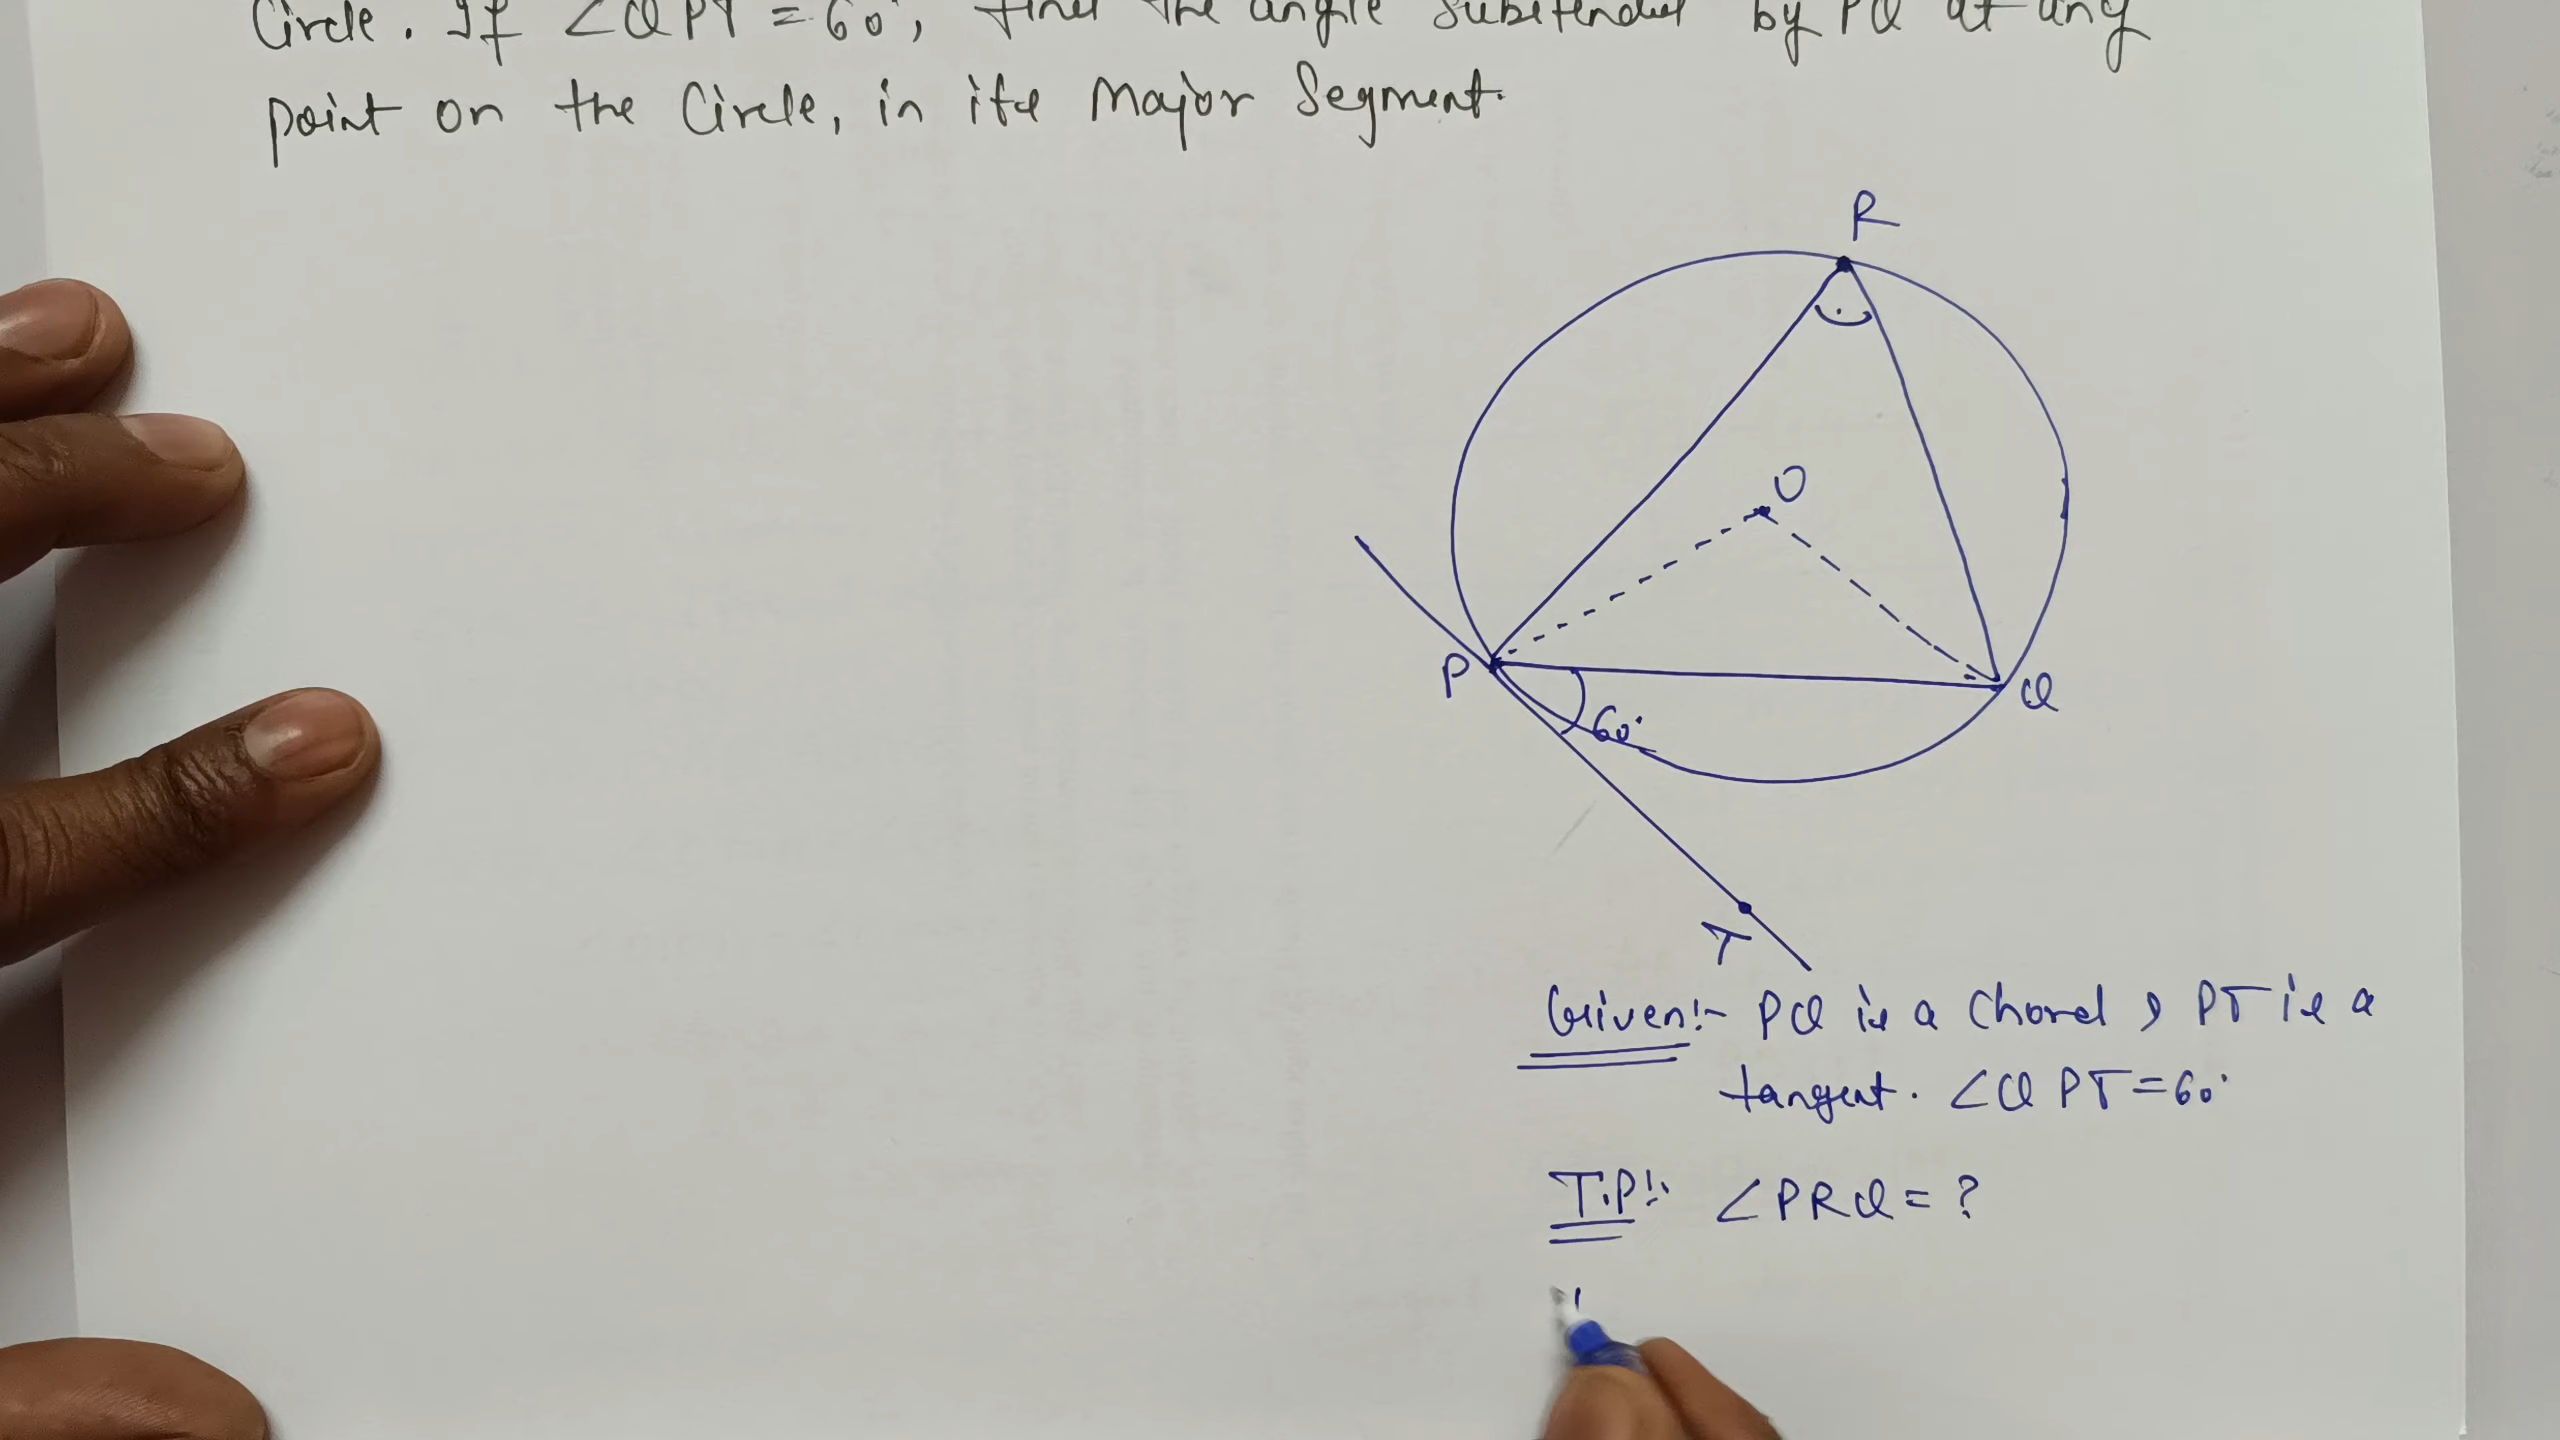 Circle. If ∠QPT = 60°, find the angle subtended by PQ at any
point on the Circle, in its Major Segment.
R
O
P
Q
60°
T
Given:- PQ is a Chord, PT is a
tangent. ∠QPT=60°
T.P:- ∠PRQ = ?